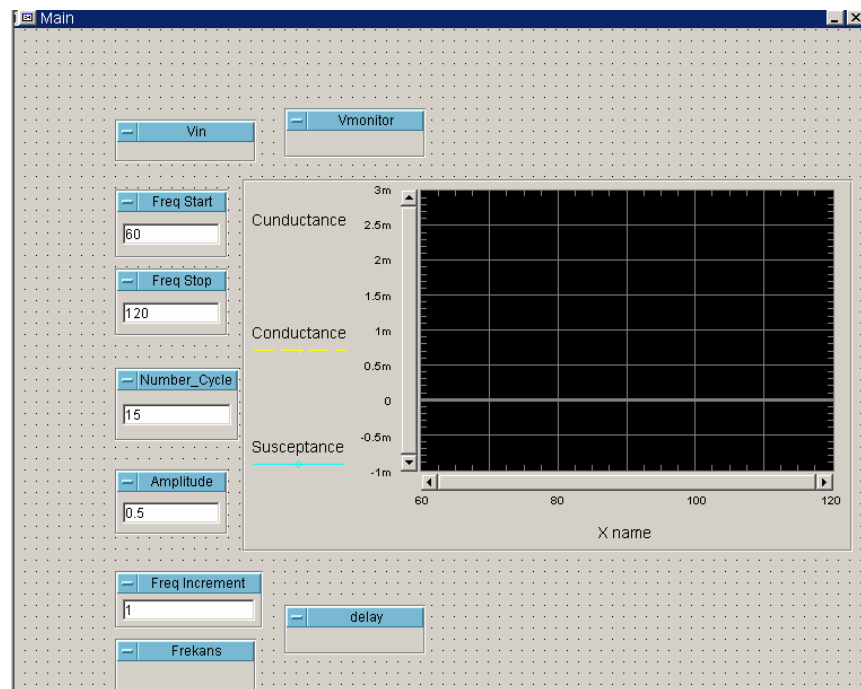 Main
Vmonitor
Vin
Freq Start
60
Freq Stop
120
Number_Cycle
15
Amplitude
0.5
Freq Increment
1
Frekans
delay
Cunductance
Conductance
Susceptance
3m
2.5m
2m
1.5m
1m
0.5m
0
-0.5m
-1m
60 80 100 120
X name